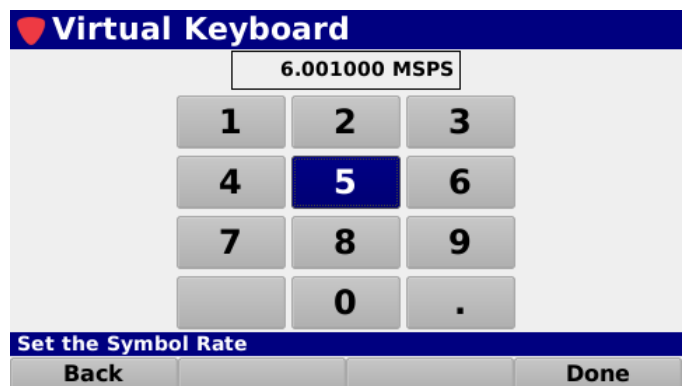 Virtual Keyboard
6.001000 MSPS
1 2 3
4 5 6
7 8 9
0 .
Set the Symbol Rate
Back Done